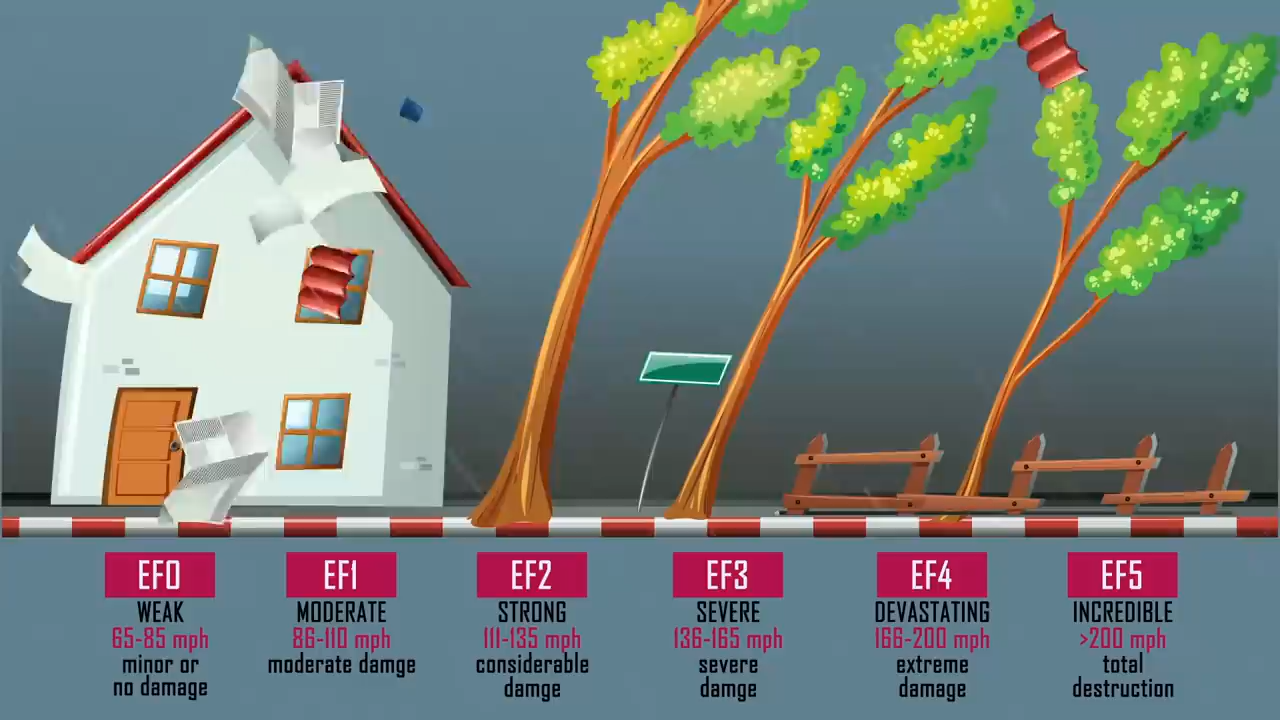 EF0
WEAK
65-85 mph
minor or
no damage
EF1
MODERATE
86-110 mph
moderate damge
EF2
STRONG
111-135 mph
considerable
damge
EF3
SEVERE
136-165 mph
severe
damge
EF4
DEVASTATING
166-200 mph
extreme
damage
EF5
INCREDIBLE
>200 mph
total
destruction